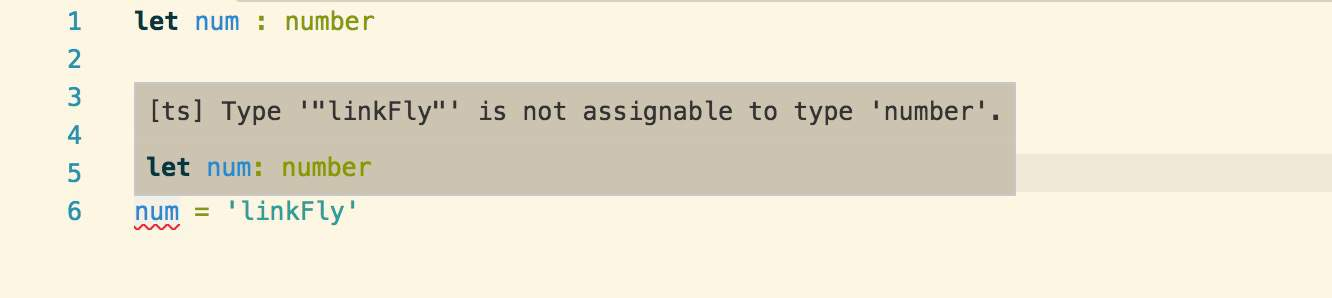 1 let num : number
2
3 [ts] Type '"linkFly"' is not assignable to type 'number'.
4
5 let num: number
6 num = 'linkFly'